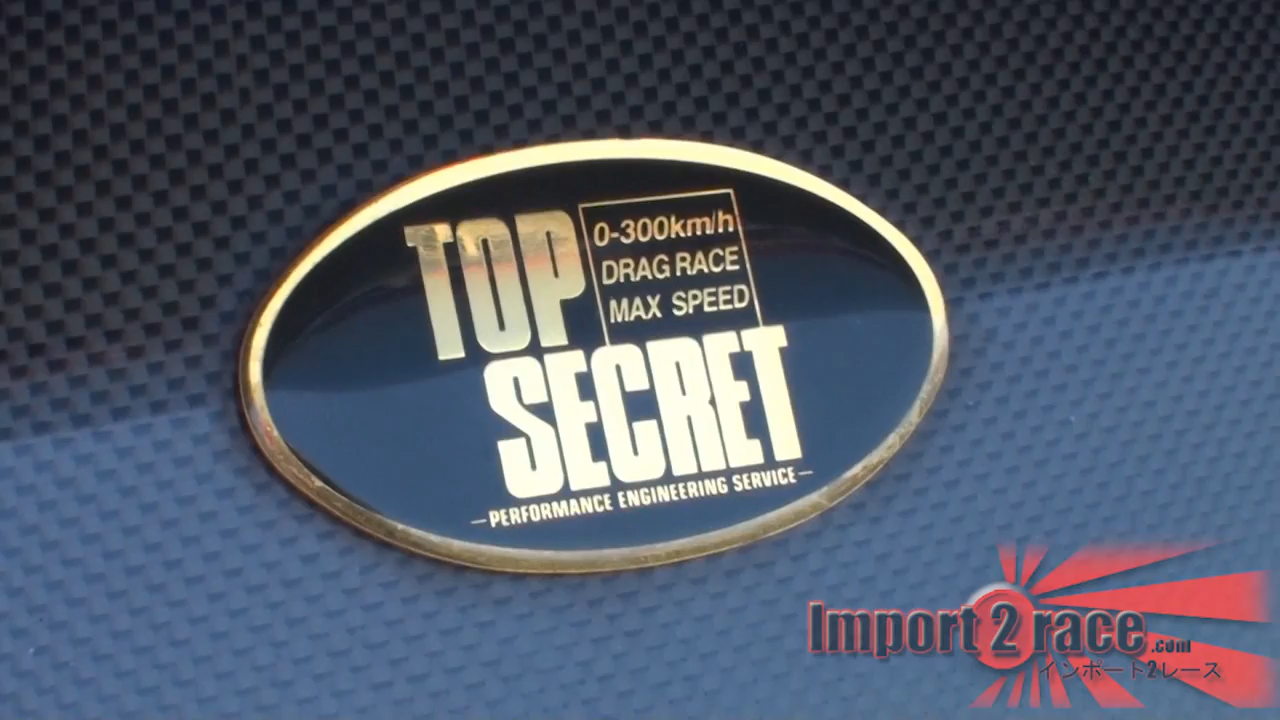 TOP
0-300km/h
DRAG RACE
MAX SPEED
SECRET
-PERFORMANCE ENGINEERING SERVICE-
Import2race.com
インポート2レース